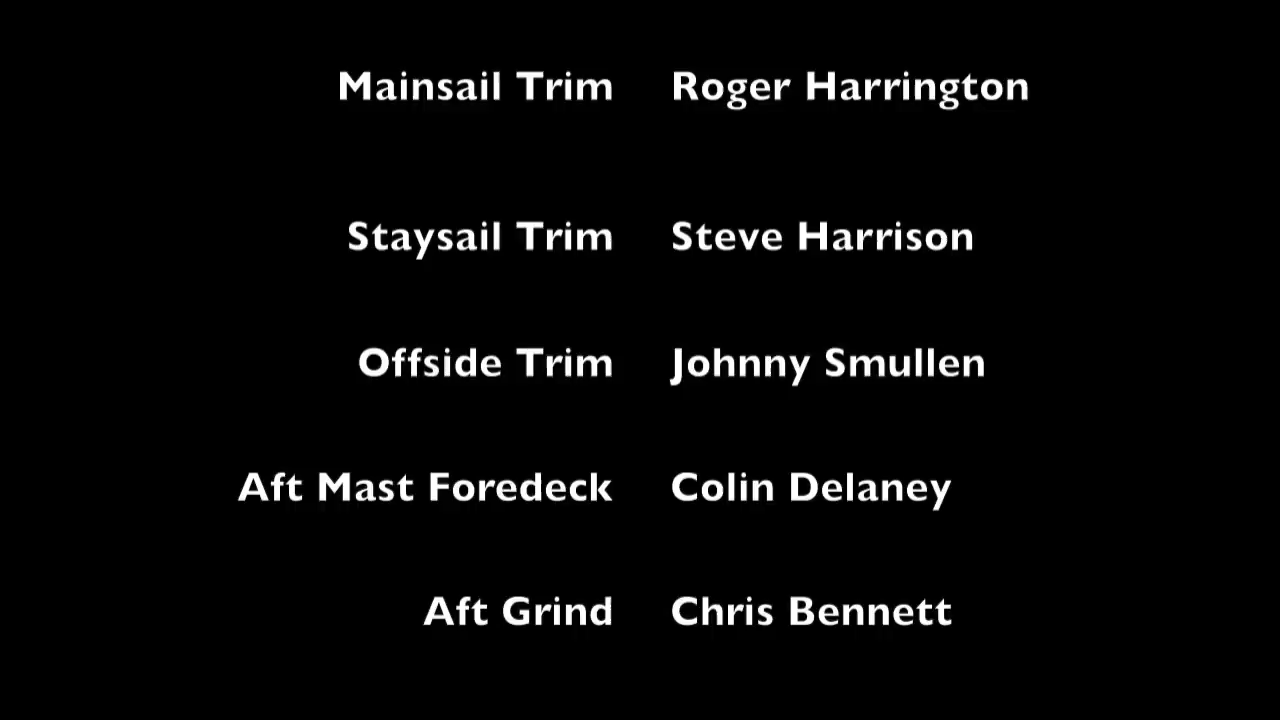 Mainsail Trim Roger Harrington
Staysail Trim Steve Harrison
Offside Trim Johnny Smullen
Aft Mast Foredeck Colin Delaney
Aft Grind Chris Bennett